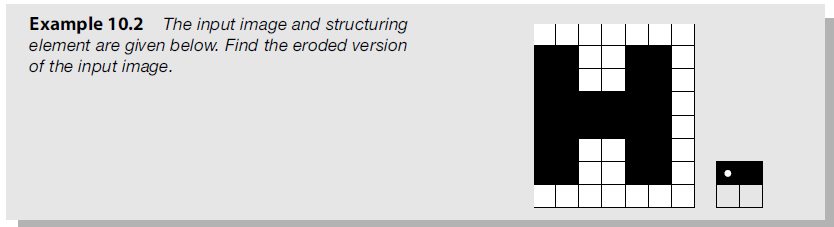 Example 10.2 The input image and structuring
element are given below. Find the eroded version
of the input image.